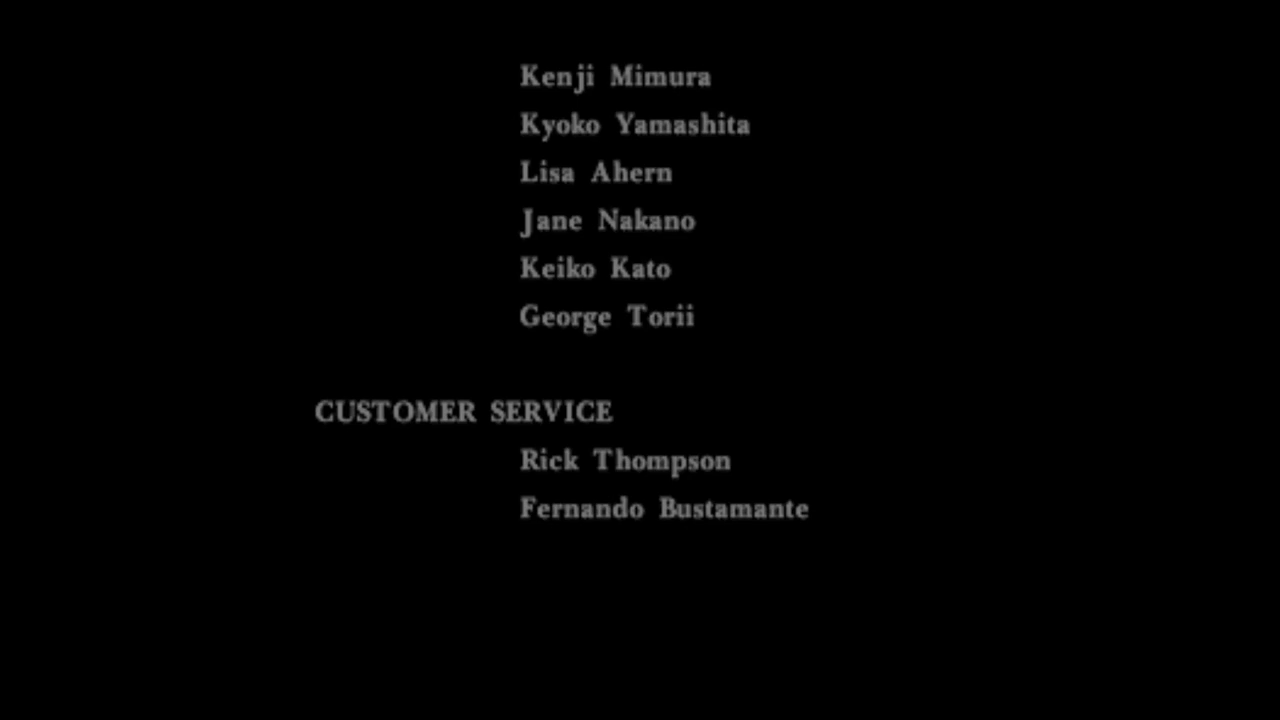 Kenji Mimura
Kyoko Yamashita
Lisa Ahern
Jane Nakano
Keiko Kato
George Torii
CUSTOMER SERVICE
Rick Thompson
Fernando Bustamante